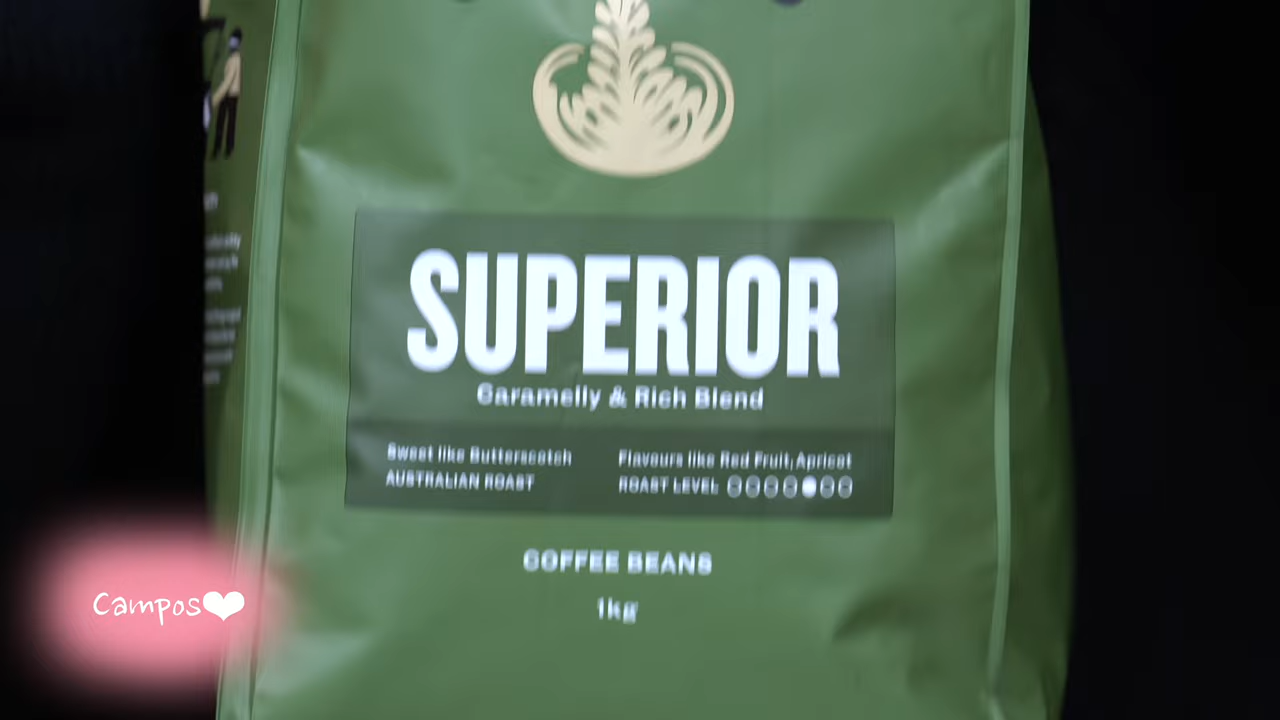 SUPERIOR
Caramelly & Rich Blend
Sweet like Butterscotch
AUSTRALIAN ROAST
Flavours like Red Fruit, Apricot
ROAST LEVEL
COFFEE BEANS
1kg
Campos❤